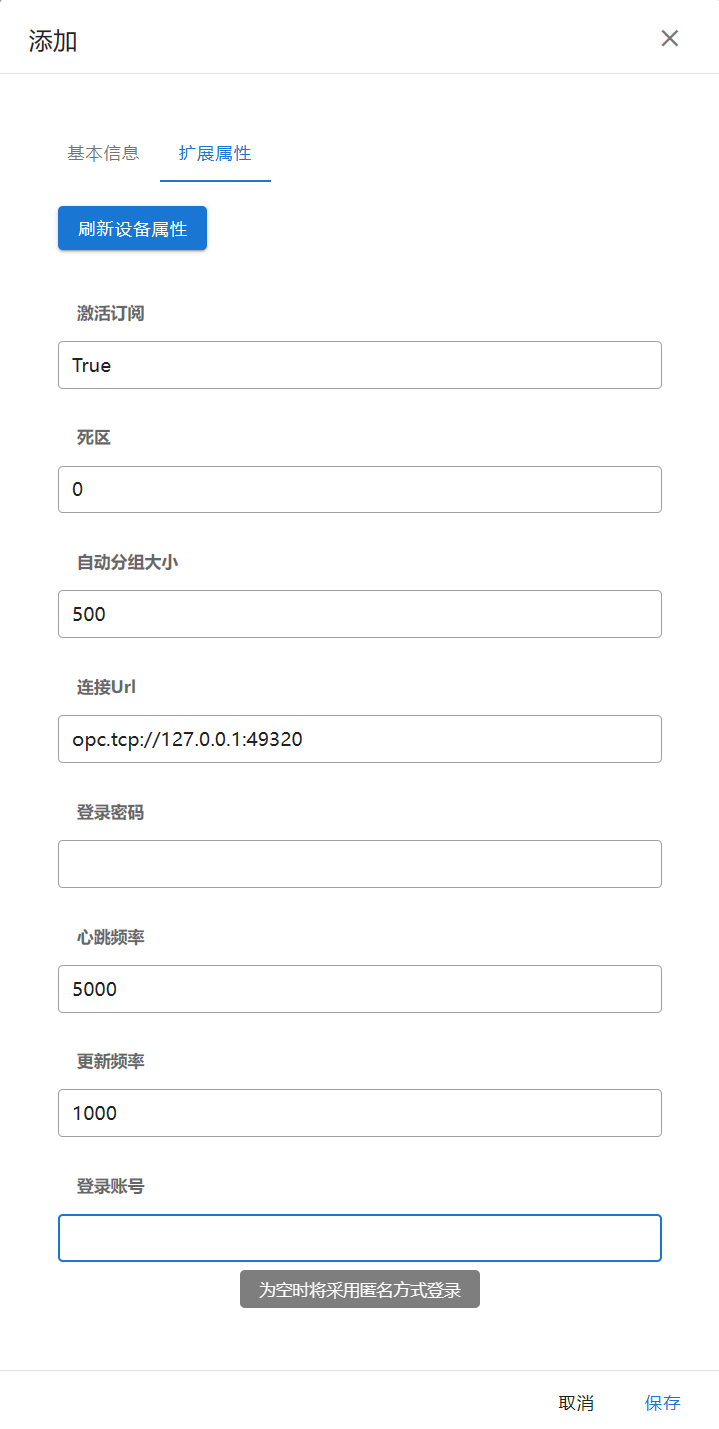 添加
基本信息
扩展属性
刷新设备属性
激活订阅
True
死区
0
自动分组大小
500
连接Url
opc.tcp://127.0.0.1:49320
登录密码
心跳频率
5000
更新频率
1000
登录账号
为空时将采用匿名方式登录
取消
保存